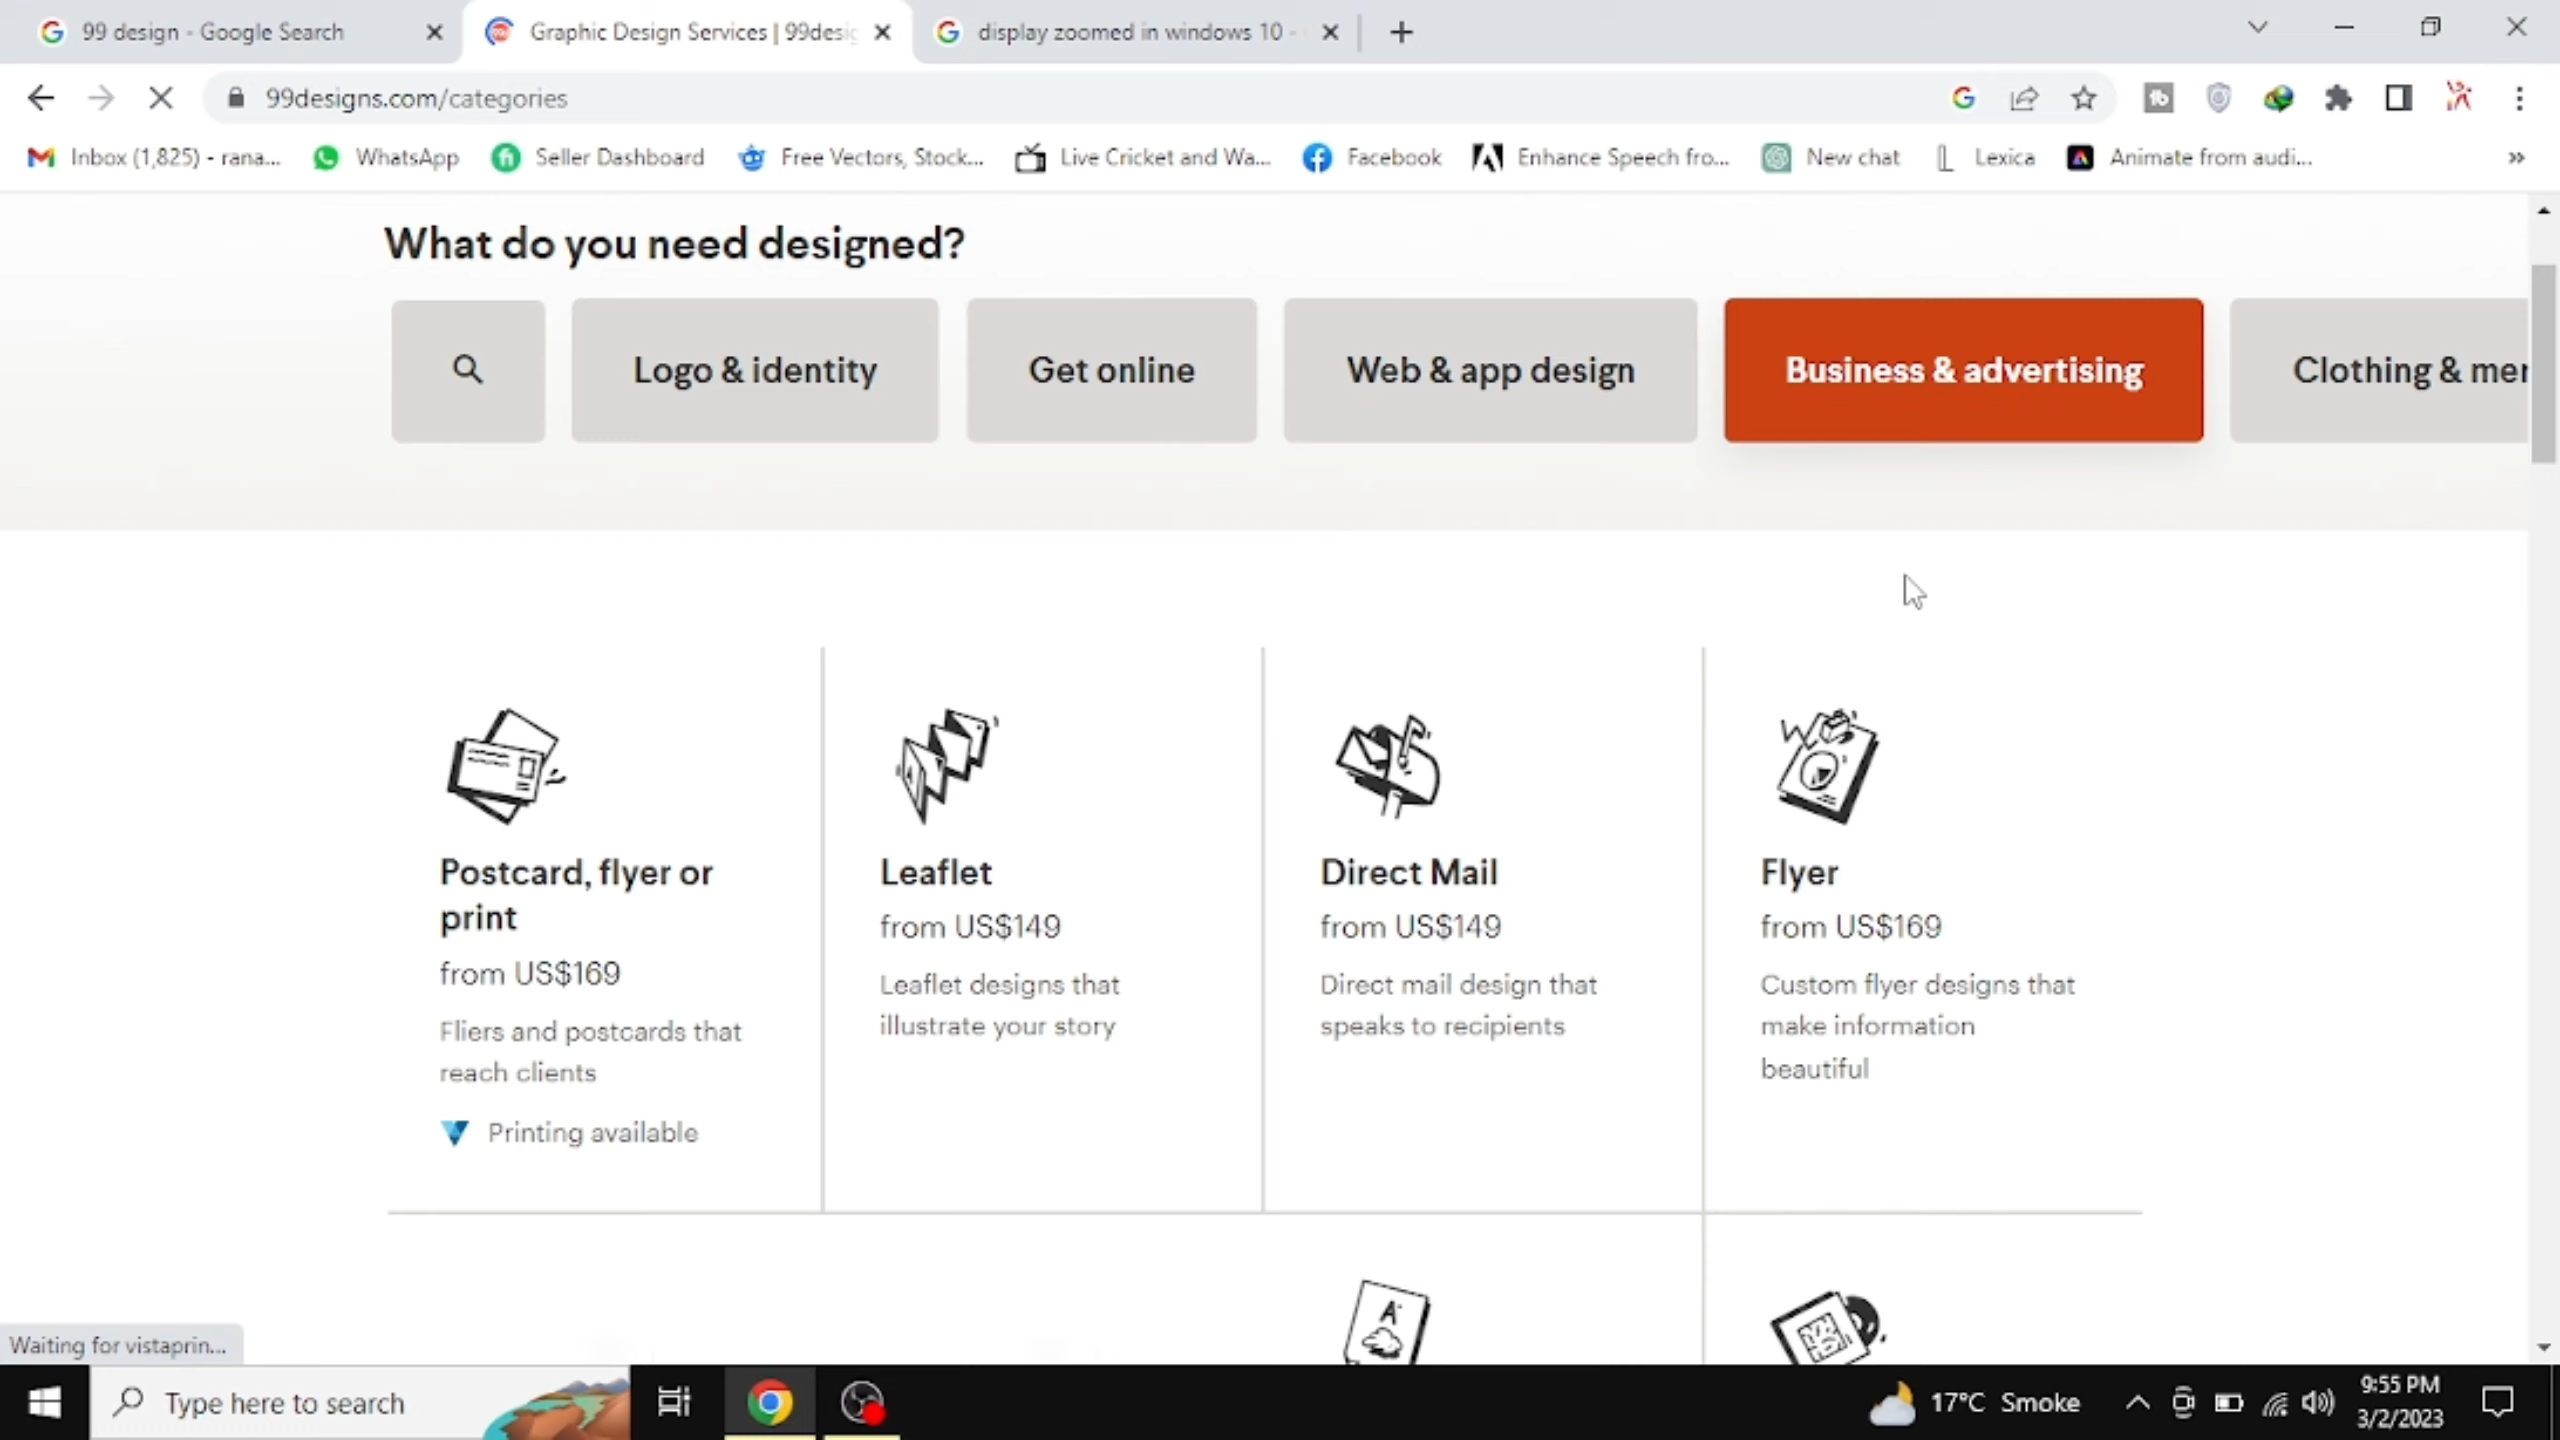 99 design - Google Search
Graphic Design Services | 99desig
display zoomed in windows 10 -
99designs.com/categories
Inbox (1,825) - rana...
WhatsApp
Seller Dashboard
Free Vectors, Stock...
Live Cricket and Wa...
Facebook
Enhance Speech fro...
New chat
Lexica
Animate from audi...
What do you need designed?
Logo & identity
Get online
Web & app design
Business & advertising
Clothing & mer
Postcard, flyer or
print
from US$169
Fliers and postcards that
reach clients
Printing available
Leaflet
from US$149
Leaflet designs that
illustrate your story
Direct Mail
from US$149
Direct mail design that
speaks to recipients
Flyer
from US$169
Custom flyer designs that
make information
beautiful
Waiting for vistaprin...
Type here to search
17°C Smoke
9:55 PM
3/2/2023